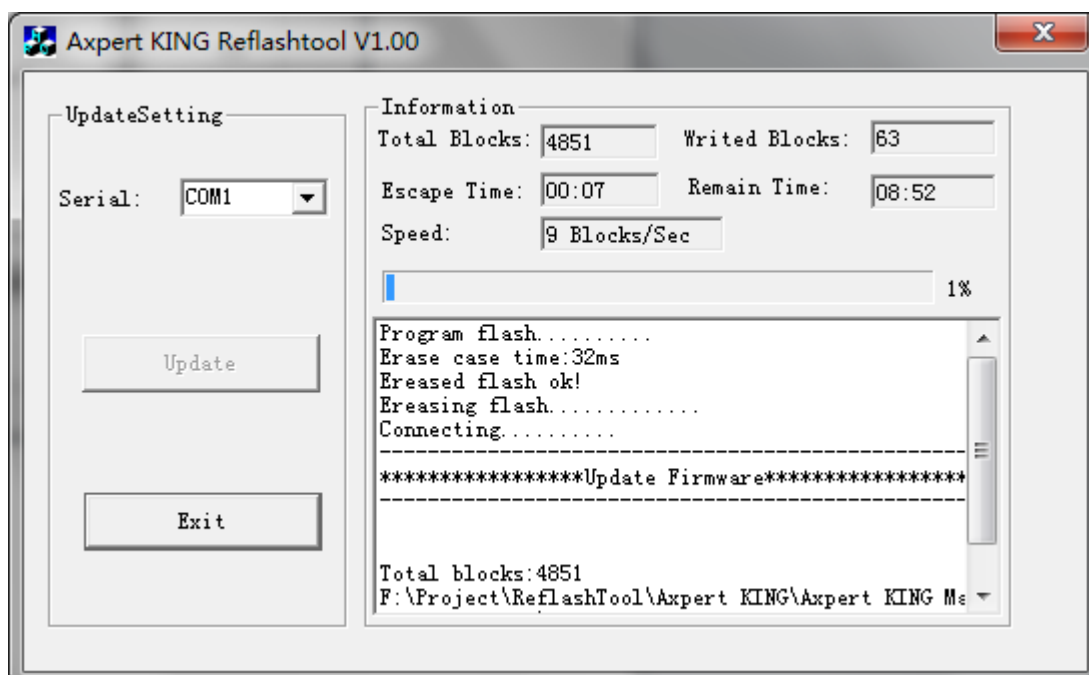 Axpert KING Reflashtool V1.00
UpdateSetting
Serial: COM1
Update
Exit
Information
Total Blocks: 4851 Writed Blocks: 63
Escape Time: 00:07 Remain Time: 08:52
Speed: 9 Blocks/Sec
1%
Program flash..........
Erase case time:32ms
Ereased flash ok!
Ereasing flash.............
Connecting..........
-------------------------------------------------
*****************Update Firmware*****************
-------------------------------------------------
Total blocks:4851
F:\Project\ReflashTool\Axpert KING\Axpert KING Ma